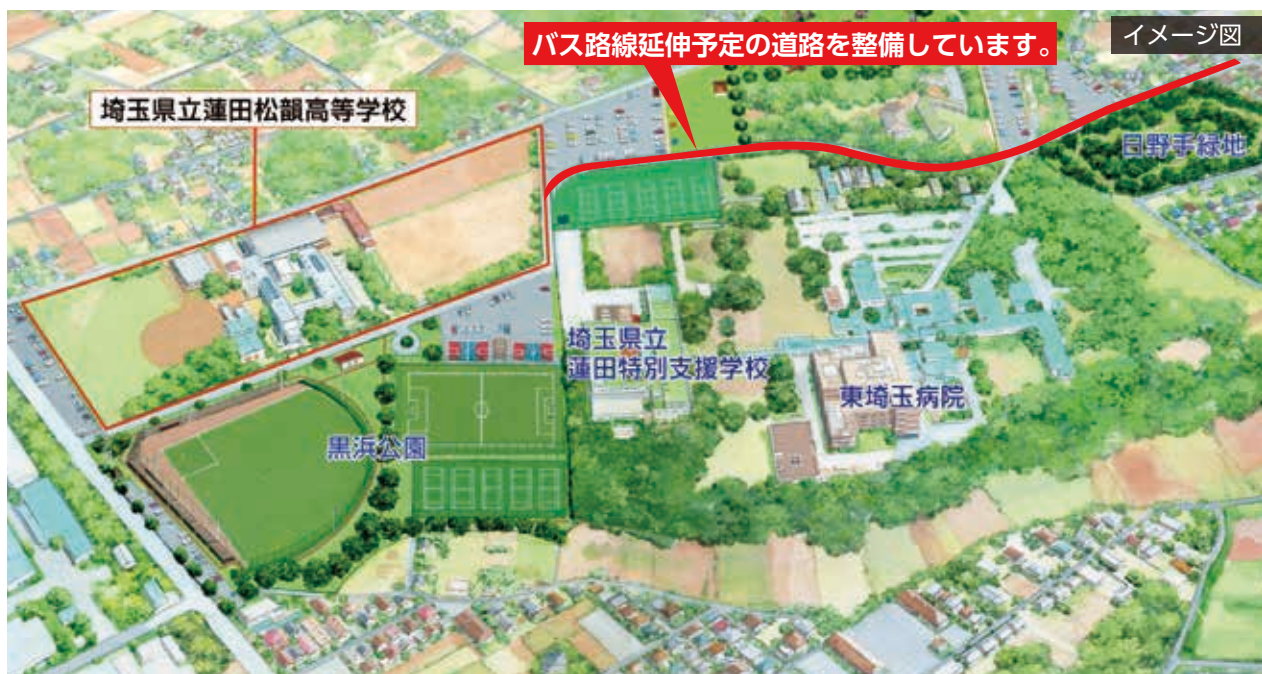 バス路線延伸予定の道路を整備しています。
イメージ図
埼玉県立蓮田松韻高等学校
日野手緑地
埼玉県立
蓮田特別支援学校
東埼玉病院
黒浜公園